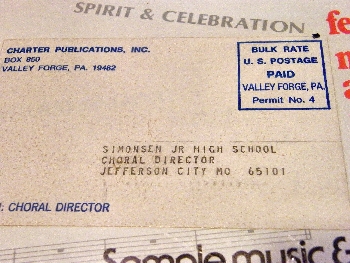 SPIRIT & CELEBRATION
CHARTER PUBLICATIONS, INC.
BOX 850
VALLEY FORGE, PA. 19482
BULK RATE
U. S. POSTAGE
PAID
VALLEY FORGE, PA.
Permit No. 4
SIMONSEN JR HIGH SCHOOL
CHORAL DIRECTOR
JEFFERSON CITY MO 65101
: CHORAL DIRECTOR
Sample music &